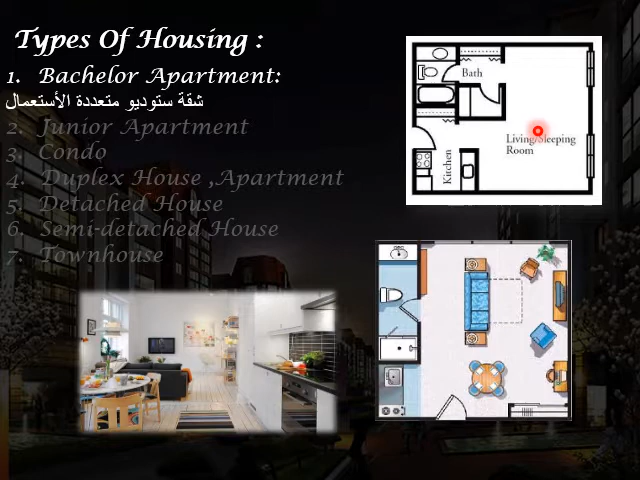 Types Of Housing :
1. Bachelor Apartment:
شقة ستوديو متعددة الأستعمال
2. Junior Apartment
3. Condo
4. Duplex House ,Apartment
5. Detached House
6. Semi-detached House
7. Townhouse
Bath
Living/Sleeping
Room
Kitchen